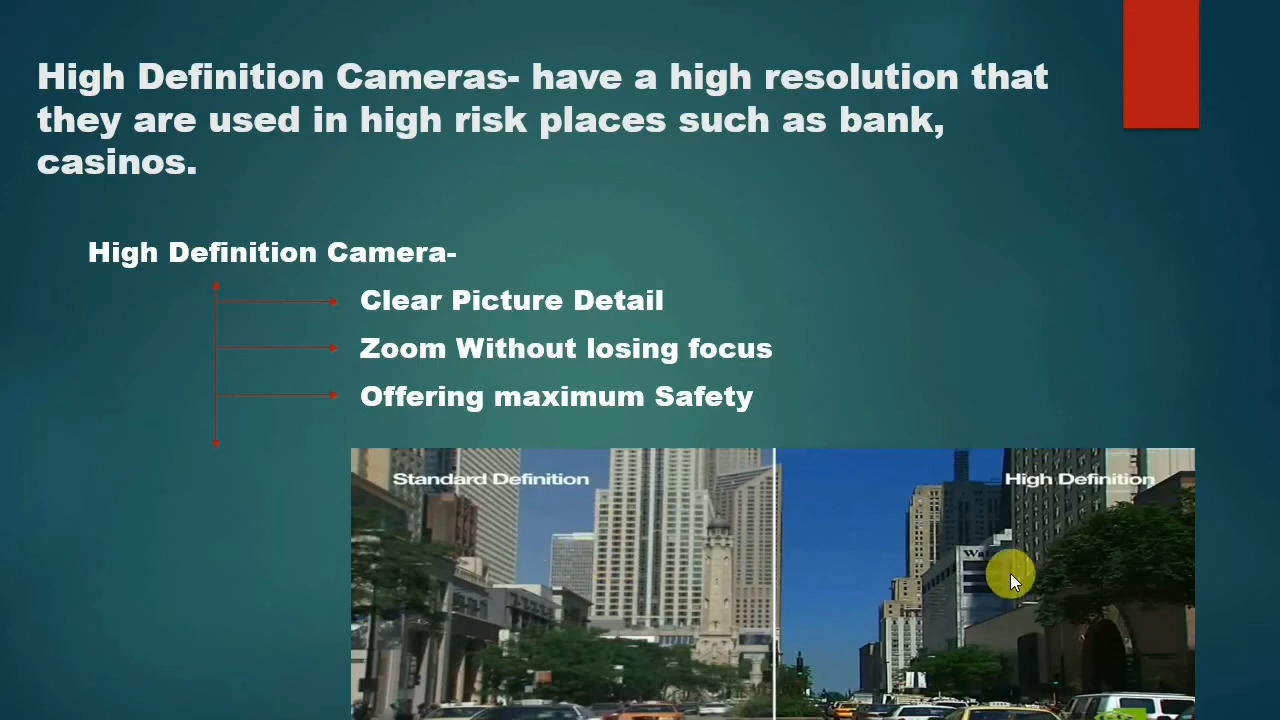 High Definition Cameras- have a high resolution that
they are used in high risk places such as bank,
casinos.
High Definition Camera-
Clear Picture Detail
Zoom Without losing focus
Offering maximum Safety
Standard Definition
High Definition